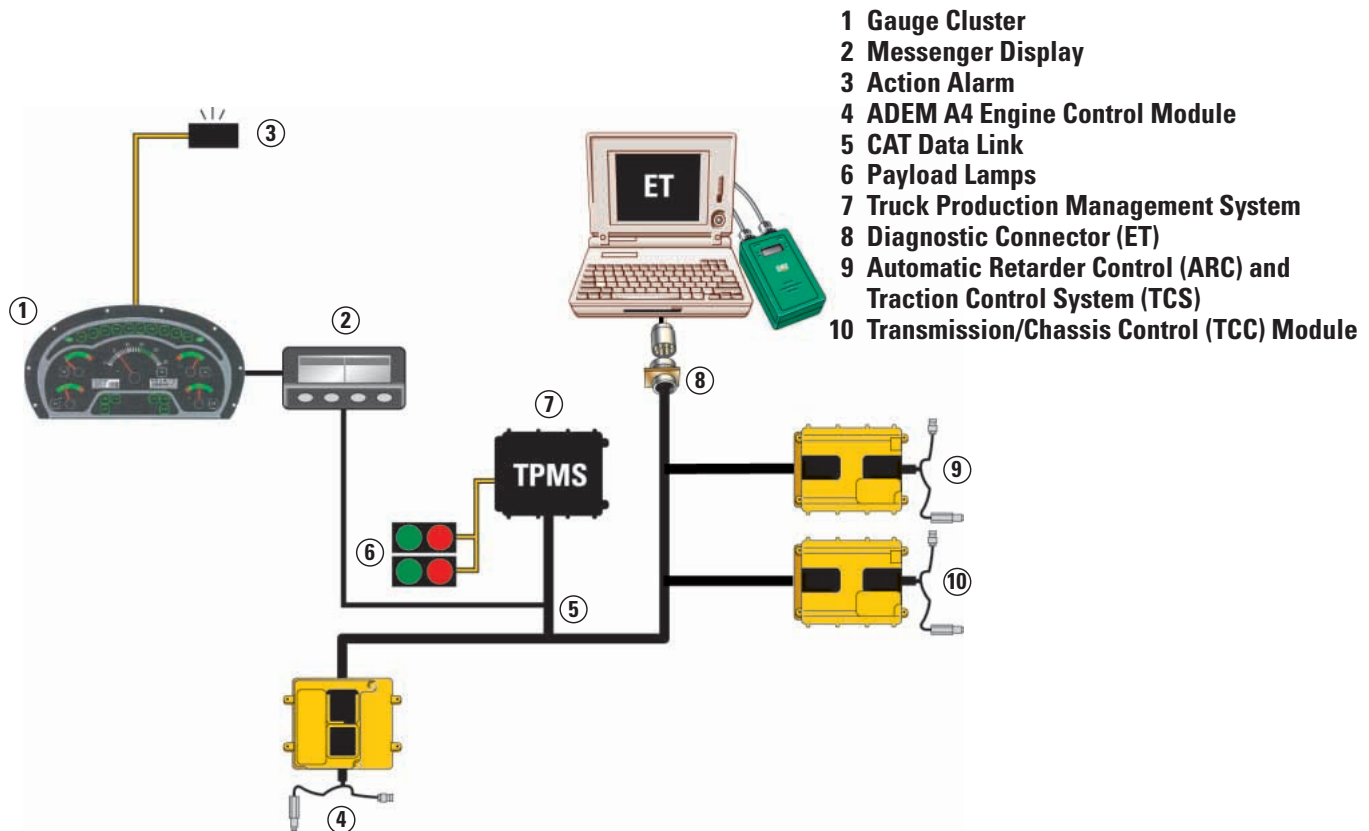 1 Gauge Cluster
2 Messenger Display
3 Action Alarm
4 ADEM A4 Engine Control Module
5 CAT Data Link
6 Payload Lamps
7 Truck Production Management System
8 Diagnostic Connector (ET)
9 Automatic Retarder Control (ARC) and
Traction Control System (TCS)
10 Transmission/Chassis Control (TCC) Module
3
ET
1
2
8
7
TPMS
9
6
10
5
4